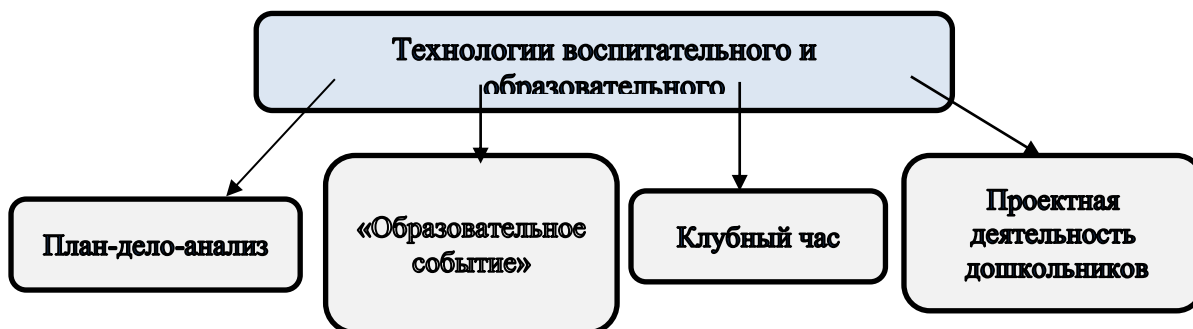 Технологии воспитательного и
образовательного
План-дело-анализ
«Образовательное
событие»
Клубный час
Проектная
деятельность
дошкольников